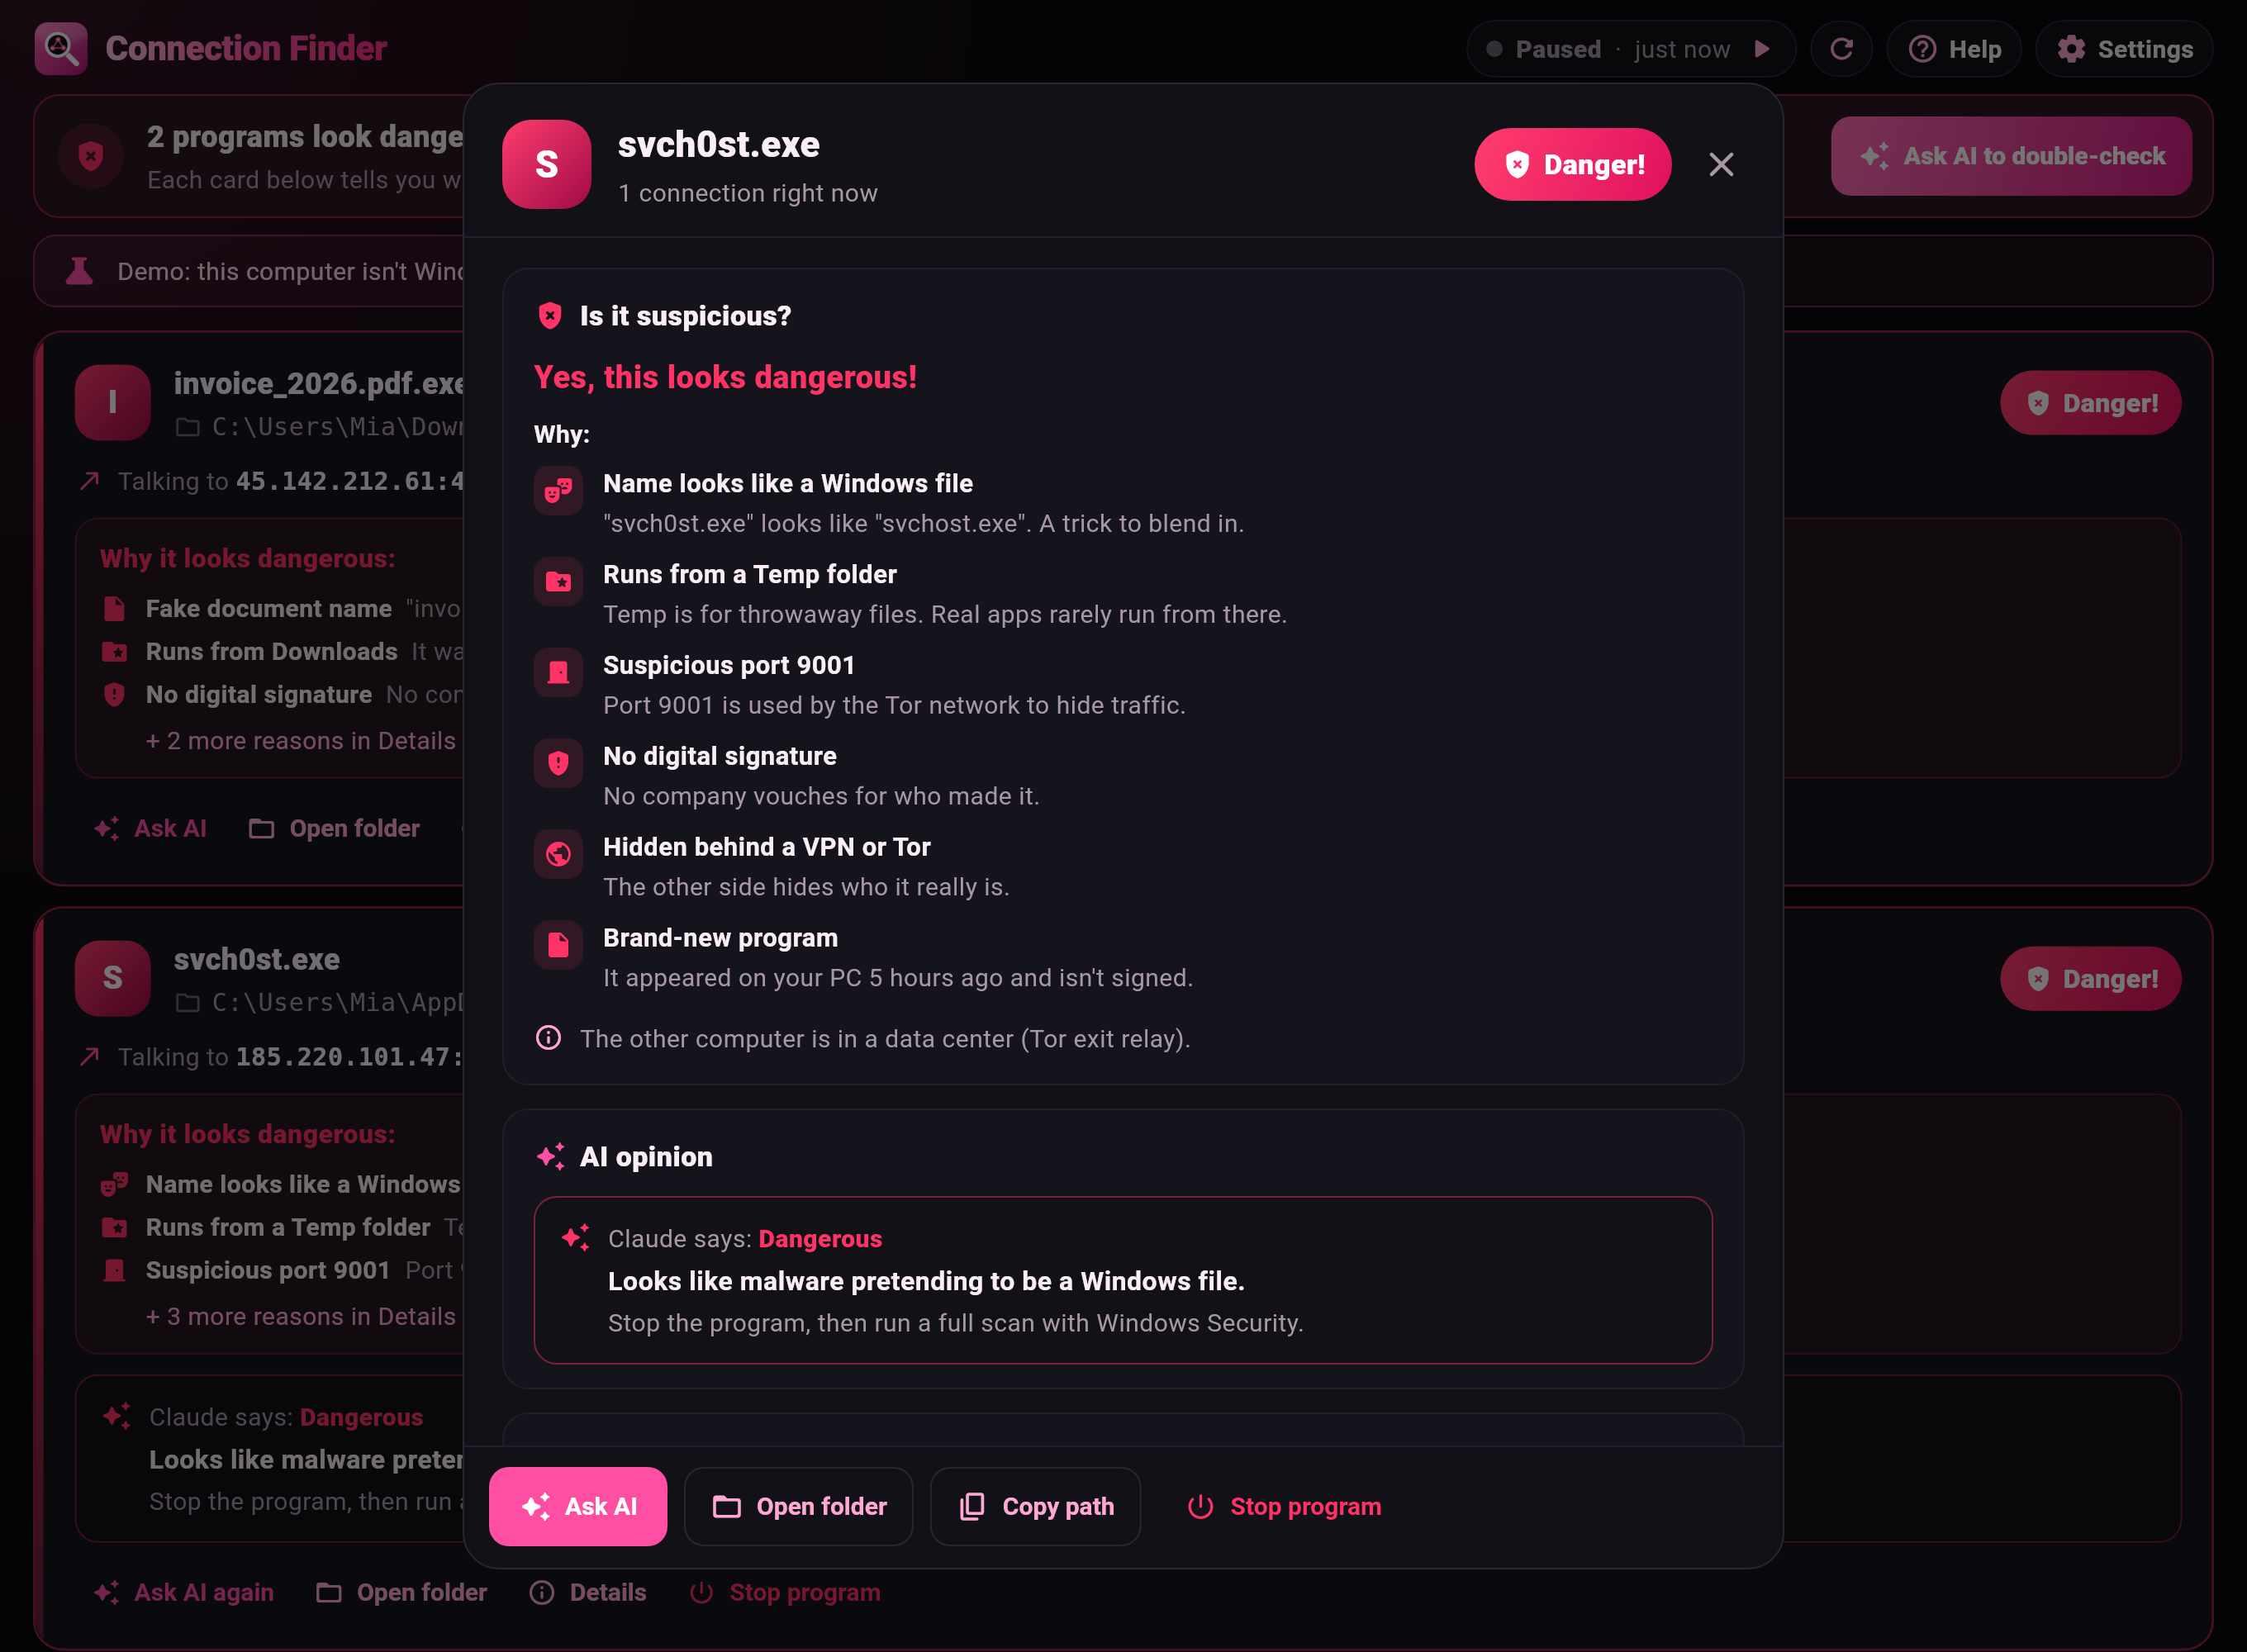 Connection Finder
Paused · just now
Help
Settings
2 programs look dange
Each card below tells you w
Ask AI to double-check
Demo: this computer isn't Wind
I
invoice_2026.pdf.exe
C:\Users\Mia\Down
Danger!
Talking to 45.142.212.61:4
Why it looks dangerous:
Fake document name "invo
Runs from Downloads It wa
No digital signature No com
+ 2 more reasons in Details
Ask AI
Open folder
S
svch0st.exe
C:\Users\Mia\AppD
Danger!
Talking to 185.220.101.47:
Why it looks dangerous:
Name looks like a Windows
Runs from a Temp folder Te
Suspicious port 9001 Port
+ 3 more reasons in Details
Claude says: Dangerous
Looks like malware preten
Stop the program, then run a
Ask AI again
Open folder
Details
Stop program
S
svch0st.exe
1 connection right now
Danger!
Is it suspicious?
Yes, this looks dangerous!
Why:
Name looks like a Windows file
"svch0st.exe" looks like "svchost.exe". A trick to blend in.
Runs from a Temp folder
Temp is for throwaway files. Real apps rarely run from there.
Suspicious port 9001
Port 9001 is used by the Tor network to hide traffic.
No digital signature
No company vouches for who made it.
Hidden behind a VPN or Tor
The other side hides who it really is.
Brand-new program
It appeared on your PC 5 hours ago and isn't signed.
The other computer is in a data center (Tor exit relay).
AI opinion
Claude says: Dangerous
Looks like malware pretending to be a Windows file.
Stop the program, then run a full scan with Windows Security.
Ask AI
Open folder
Copy path
Stop program